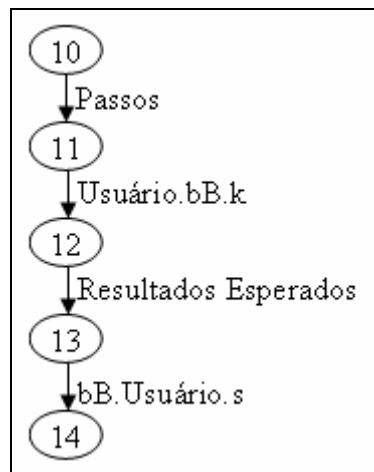 10
Passos
11
Usuário.bB.k
12
Resultados Esperados
13
bB.Usuário.s
14